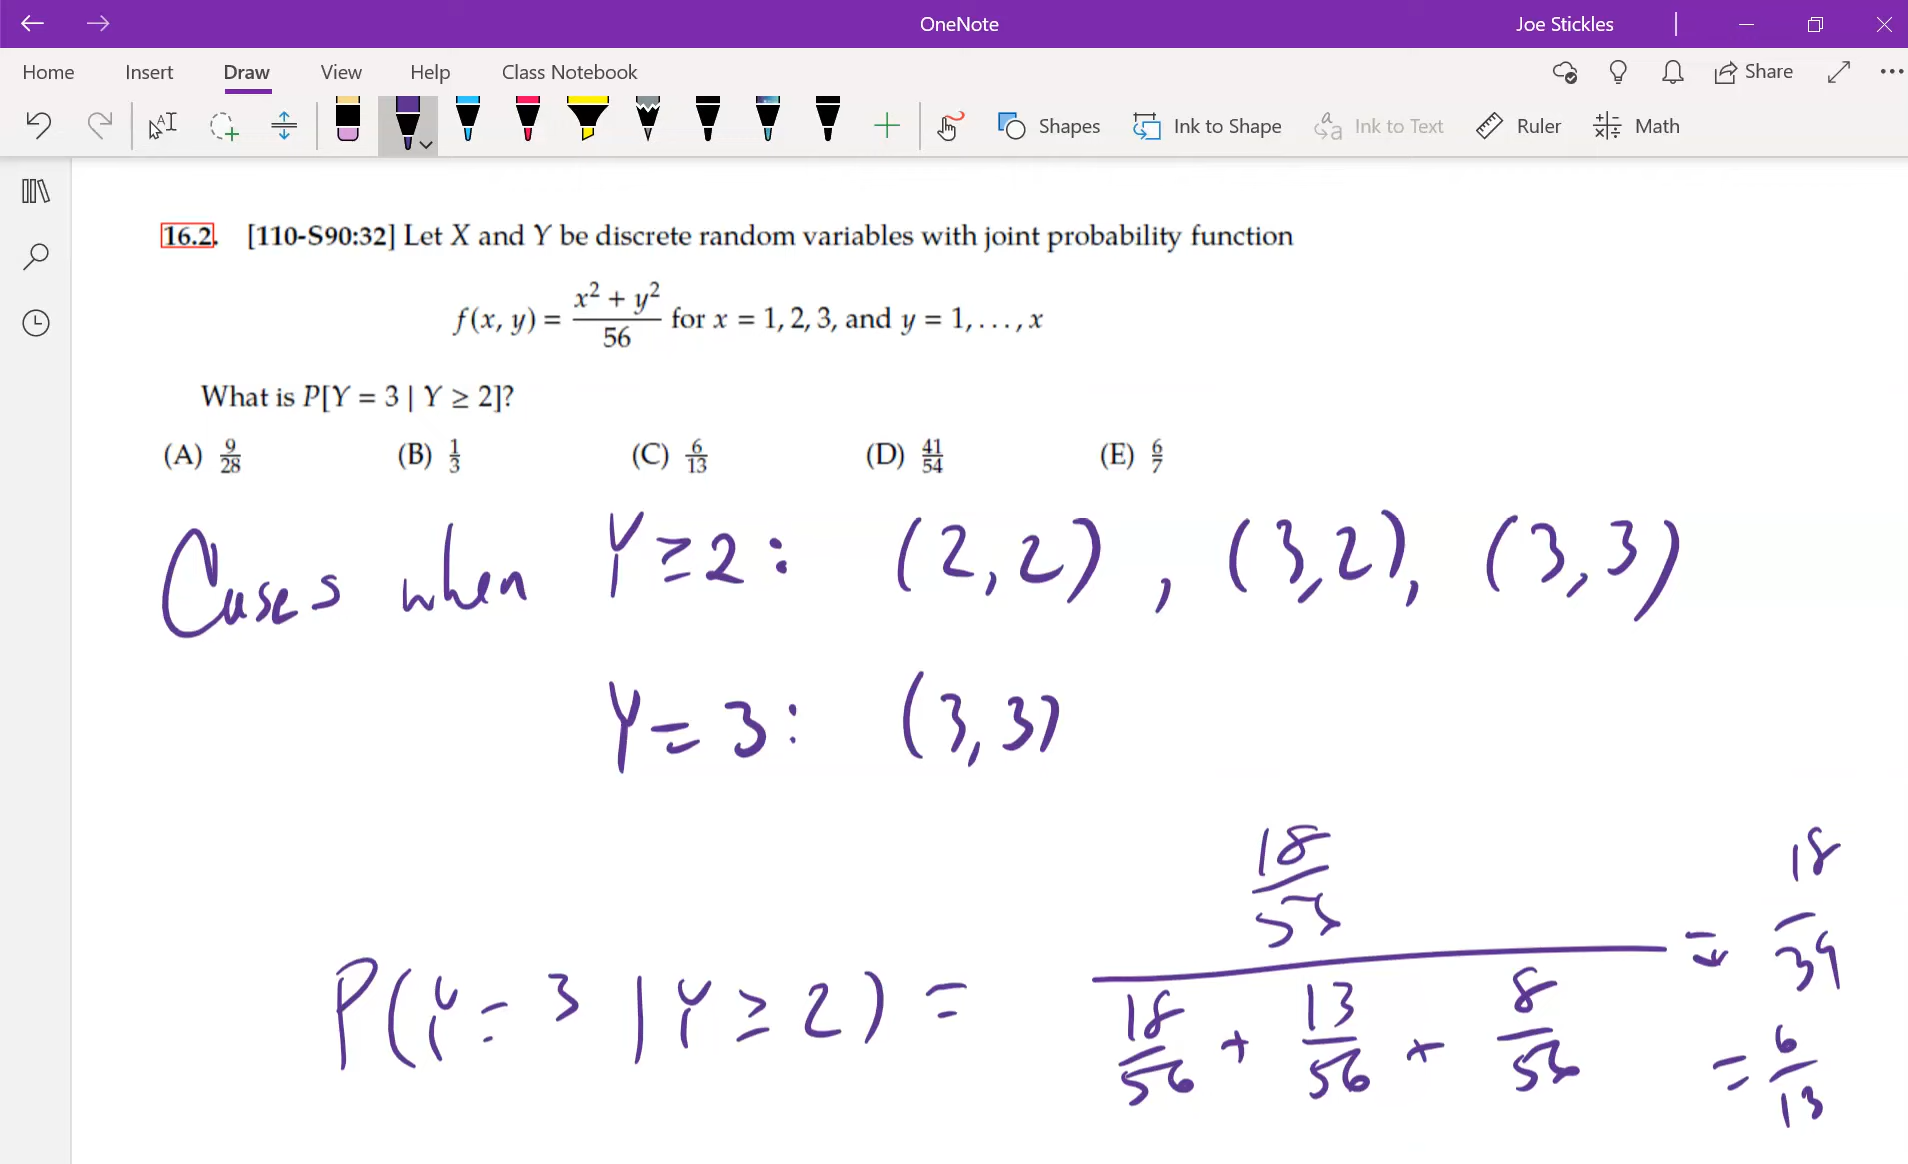 OneNote
Joe Stickles
Home Insert Draw View Help Class Notebook Share
Shapes Ink to Shape Ink to Text Ruler Math
16.2. [110-S90:32] Let X and Y be discrete random variables with joint probability function
f(x, y) = \frac{x² + y²}{56} for x = 1, 2, 3, and y = 1, . . . , x
What is P[Y = 3 | Y ≥ 2]?
(A) 9/28 (B) 1/3 (C) 6/13 (D) 41/54 (E) 6/7
Cases when Y ≥ 2 : (2,2) , (3,2), (3,3)
Y = 3 : (3,3)
P(Y = 3 | Y ≥ 2) = \frac{18/56}{18/56 + 13/56 + 8/56} = 18/39
= 6/13